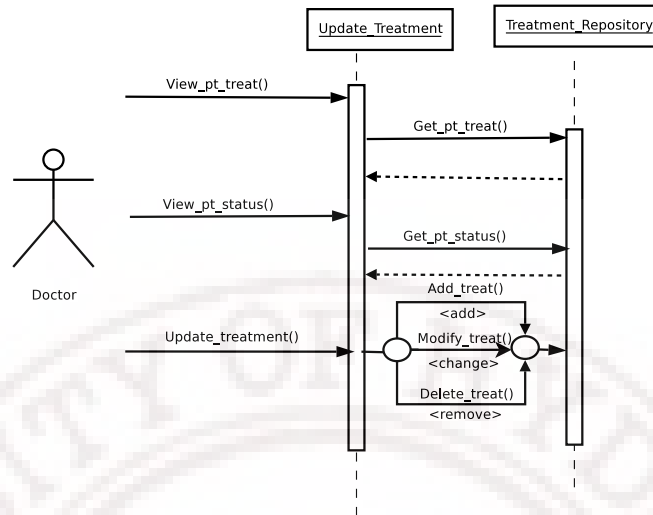 Update_Treatment
Treatment_Repository
View_pt_treat()
Get_pt_treat()
View_pt_status()
Get_pt_status()
Doctor
Add_treat()
<add>
Update_treatment()
Modify_treat()
<change>
Delete_treat()
<remove>